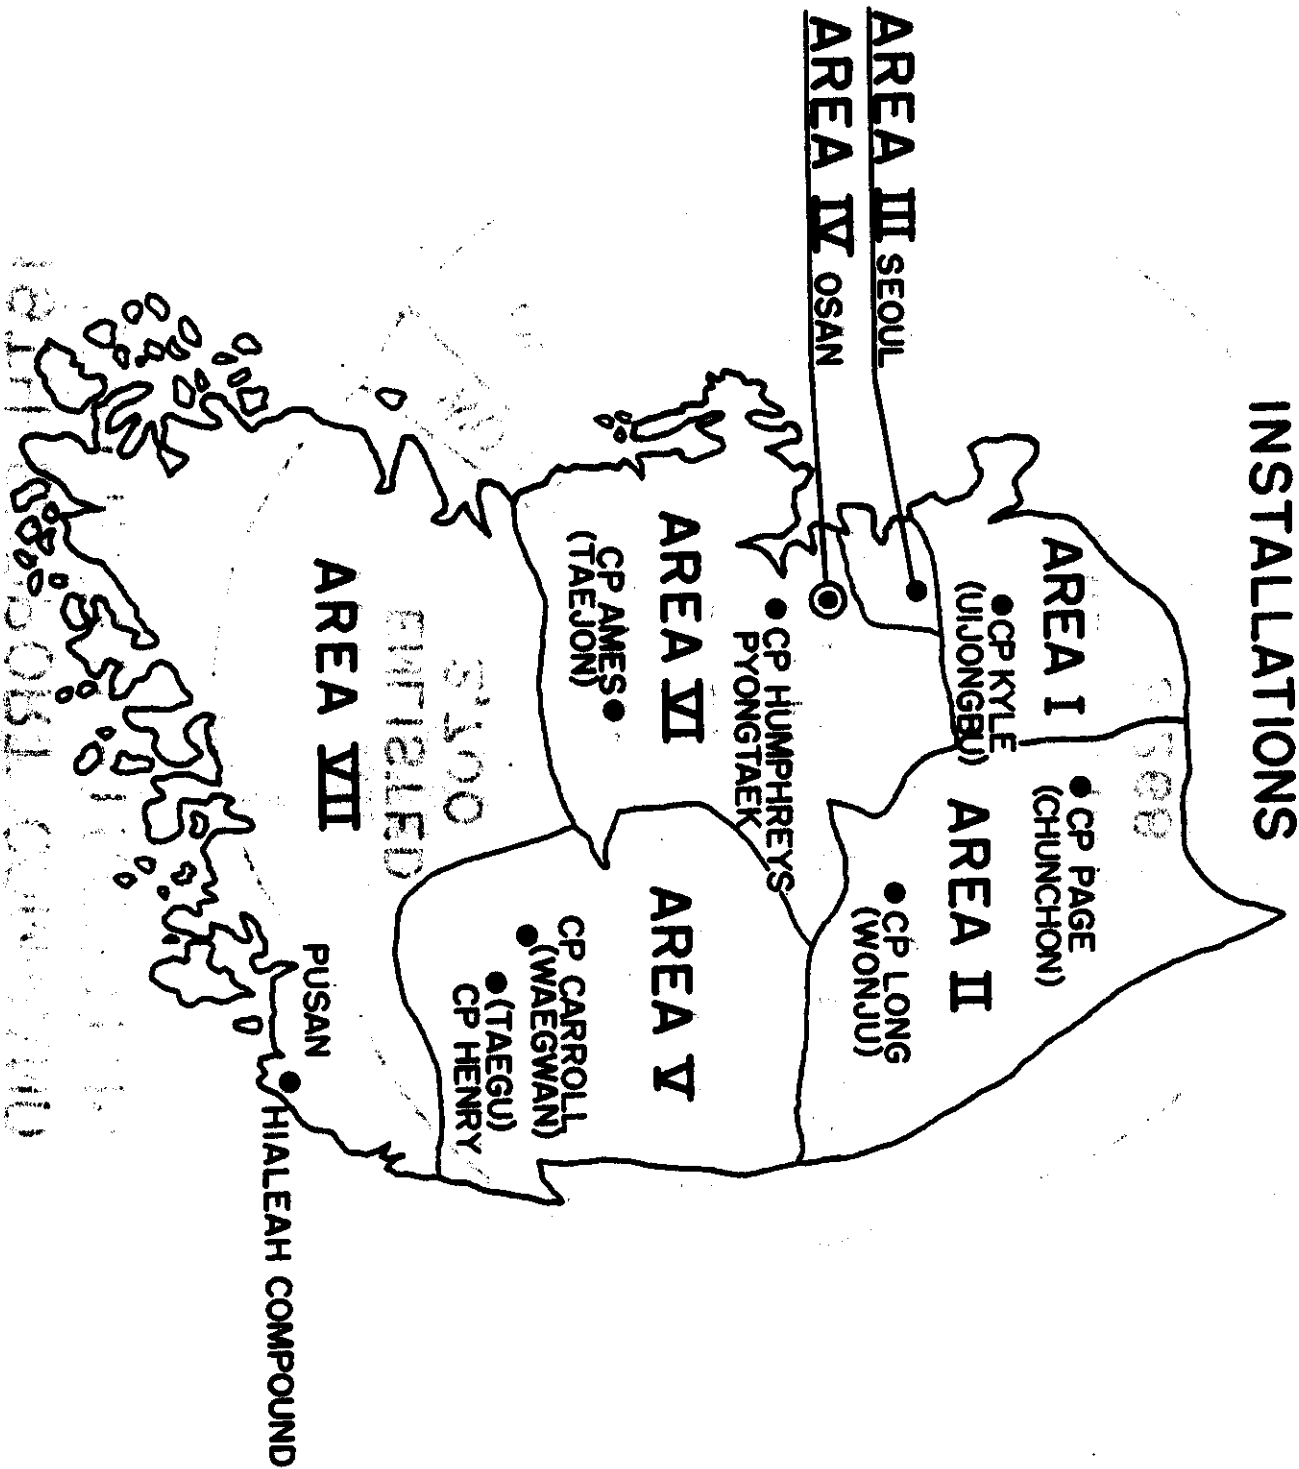 INSTALLATIONS
AREA I
CP PAGE
(CHUNCHON)
CP KYLE
(UIJONGBU)
AREA II
AREA III SEOUL
CP LONG
(WONJU)
AREA IV OSAN
CP HUMPHREYS
PYONGTAEK
AREA VI
AREA V
CP AMES
(TAEJON)
CP CARROLL
(WAEGWAN)
(TAEGU)
CP HENRY
AREA VII
PUSAN
HIALEAH COMPOUND